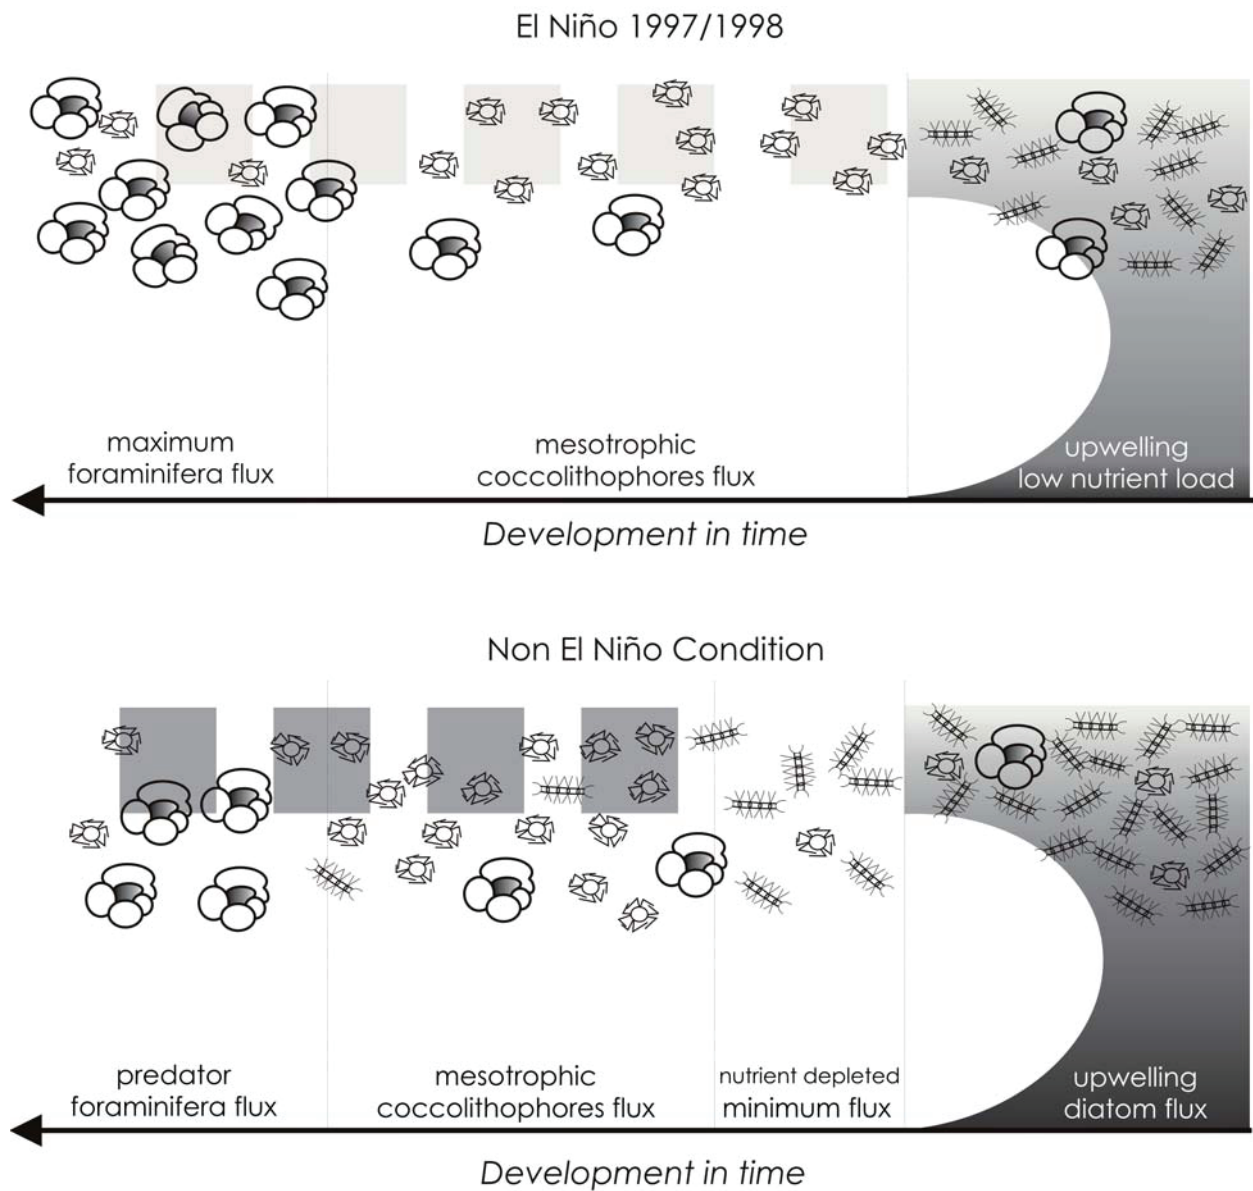 El Niño 1997/1998
maximum
foraminifera flux
mesotrophic
coccolithophores flux
upwelling
low nutrient load
Development in time
Non El Niño Condition
predator
foraminifera flux
mesotrophic
coccolithophores flux
nutrient depleted
minimum flux
upwelling
diatom flux
Development in time